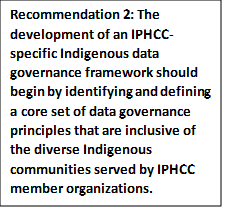 Recommendation 2: The
development of an IPHCC-
specific Indigenous data
governance framework should
begin by identifying and defining
a core set of data governance
principles that are inclusive of
the diverse Indigenous
communities served by IPHCC
member organizations.